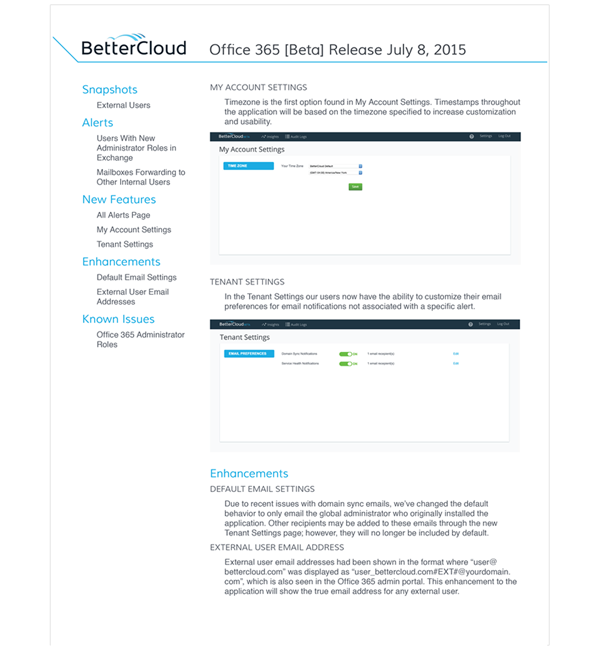 BetterCloud
Office 365 [Beta] Release July 8, 2015
Snapshots
External Users
Alerts
Users With New
Administrator Roles in
Exchange
Mailboxes Forwarding to
Other Internal Users
New Features
All Alerts Page
My Account Settings
Tenant Settings
Enhancements
Default Email Settings
External User Email
Addresses
Known Issues
Office 365 Administrator
Roles
MY ACCOUNT SETTINGS
Timezone is the first option found in My Account Settings. Timestamps throughout
the application will be based on the timezone specified to increase customization
and usability.
BetterCloud Insights Audit Logs Settings Log Out
My Account Settings
TIME ZONE
Your Time Zone
BetterCloud Default
Save
TENANT SETTINGS
In the Tenant Settings our users now have the ability to customize their email
preferences for email notifications not associated with a specific alert.
BetterCloud Insights Audit Logs Settings Log Out
Tenant Settings
EMAIL PREFERENCES
Domain Sync Notifications ON 1 email recipient(s) Edit
Service Health Notifications ON 1 email recipient(s) Edit
Enhancements
DEFAULT EMAIL SETTINGS
Due to recent issues with domain sync emails, we've changed the default
behavior to only email the global administrator who originally installed the
application. Other recipients may be added to these emails through the new
Tenant Settings page; however, they will no longer be included by default.
EXTERNAL USER EMAIL ADDRESS
External user email addresses had been shown in the format where “user@
bettercloud.com” was displayed as “user_bettercloud.com#EXT#@yourdomain.
com”, which is also seen in the Office 365 admin portal. This enhancement to the
application will show the true email address for any external user.